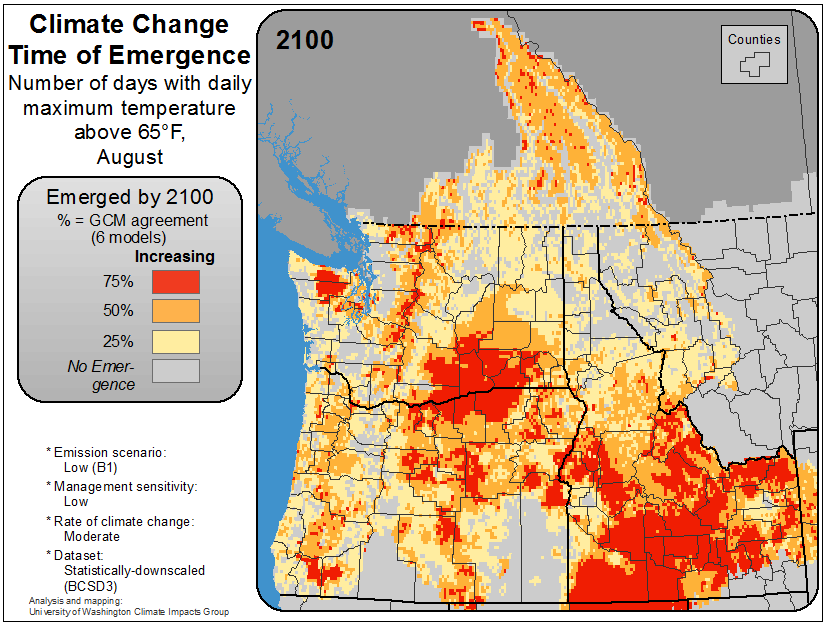 Climate Change
Time of Emergence
Number of days with daily
maximum temperature
above 65°F,
August
2100
Counties
Emerged by 2100
% = GCM agreement
(6 models)
Increasing
75%
50%
25%
No Emer-
gence
* Emission scenario:
Low (B1)
* Management sensitivity:
Low
* Rate of climate change:
Moderate
* Dataset:
Statistically-downscaled
(BCSD3)
Analysis and mapping:
University of Washington Climate Impacts Group